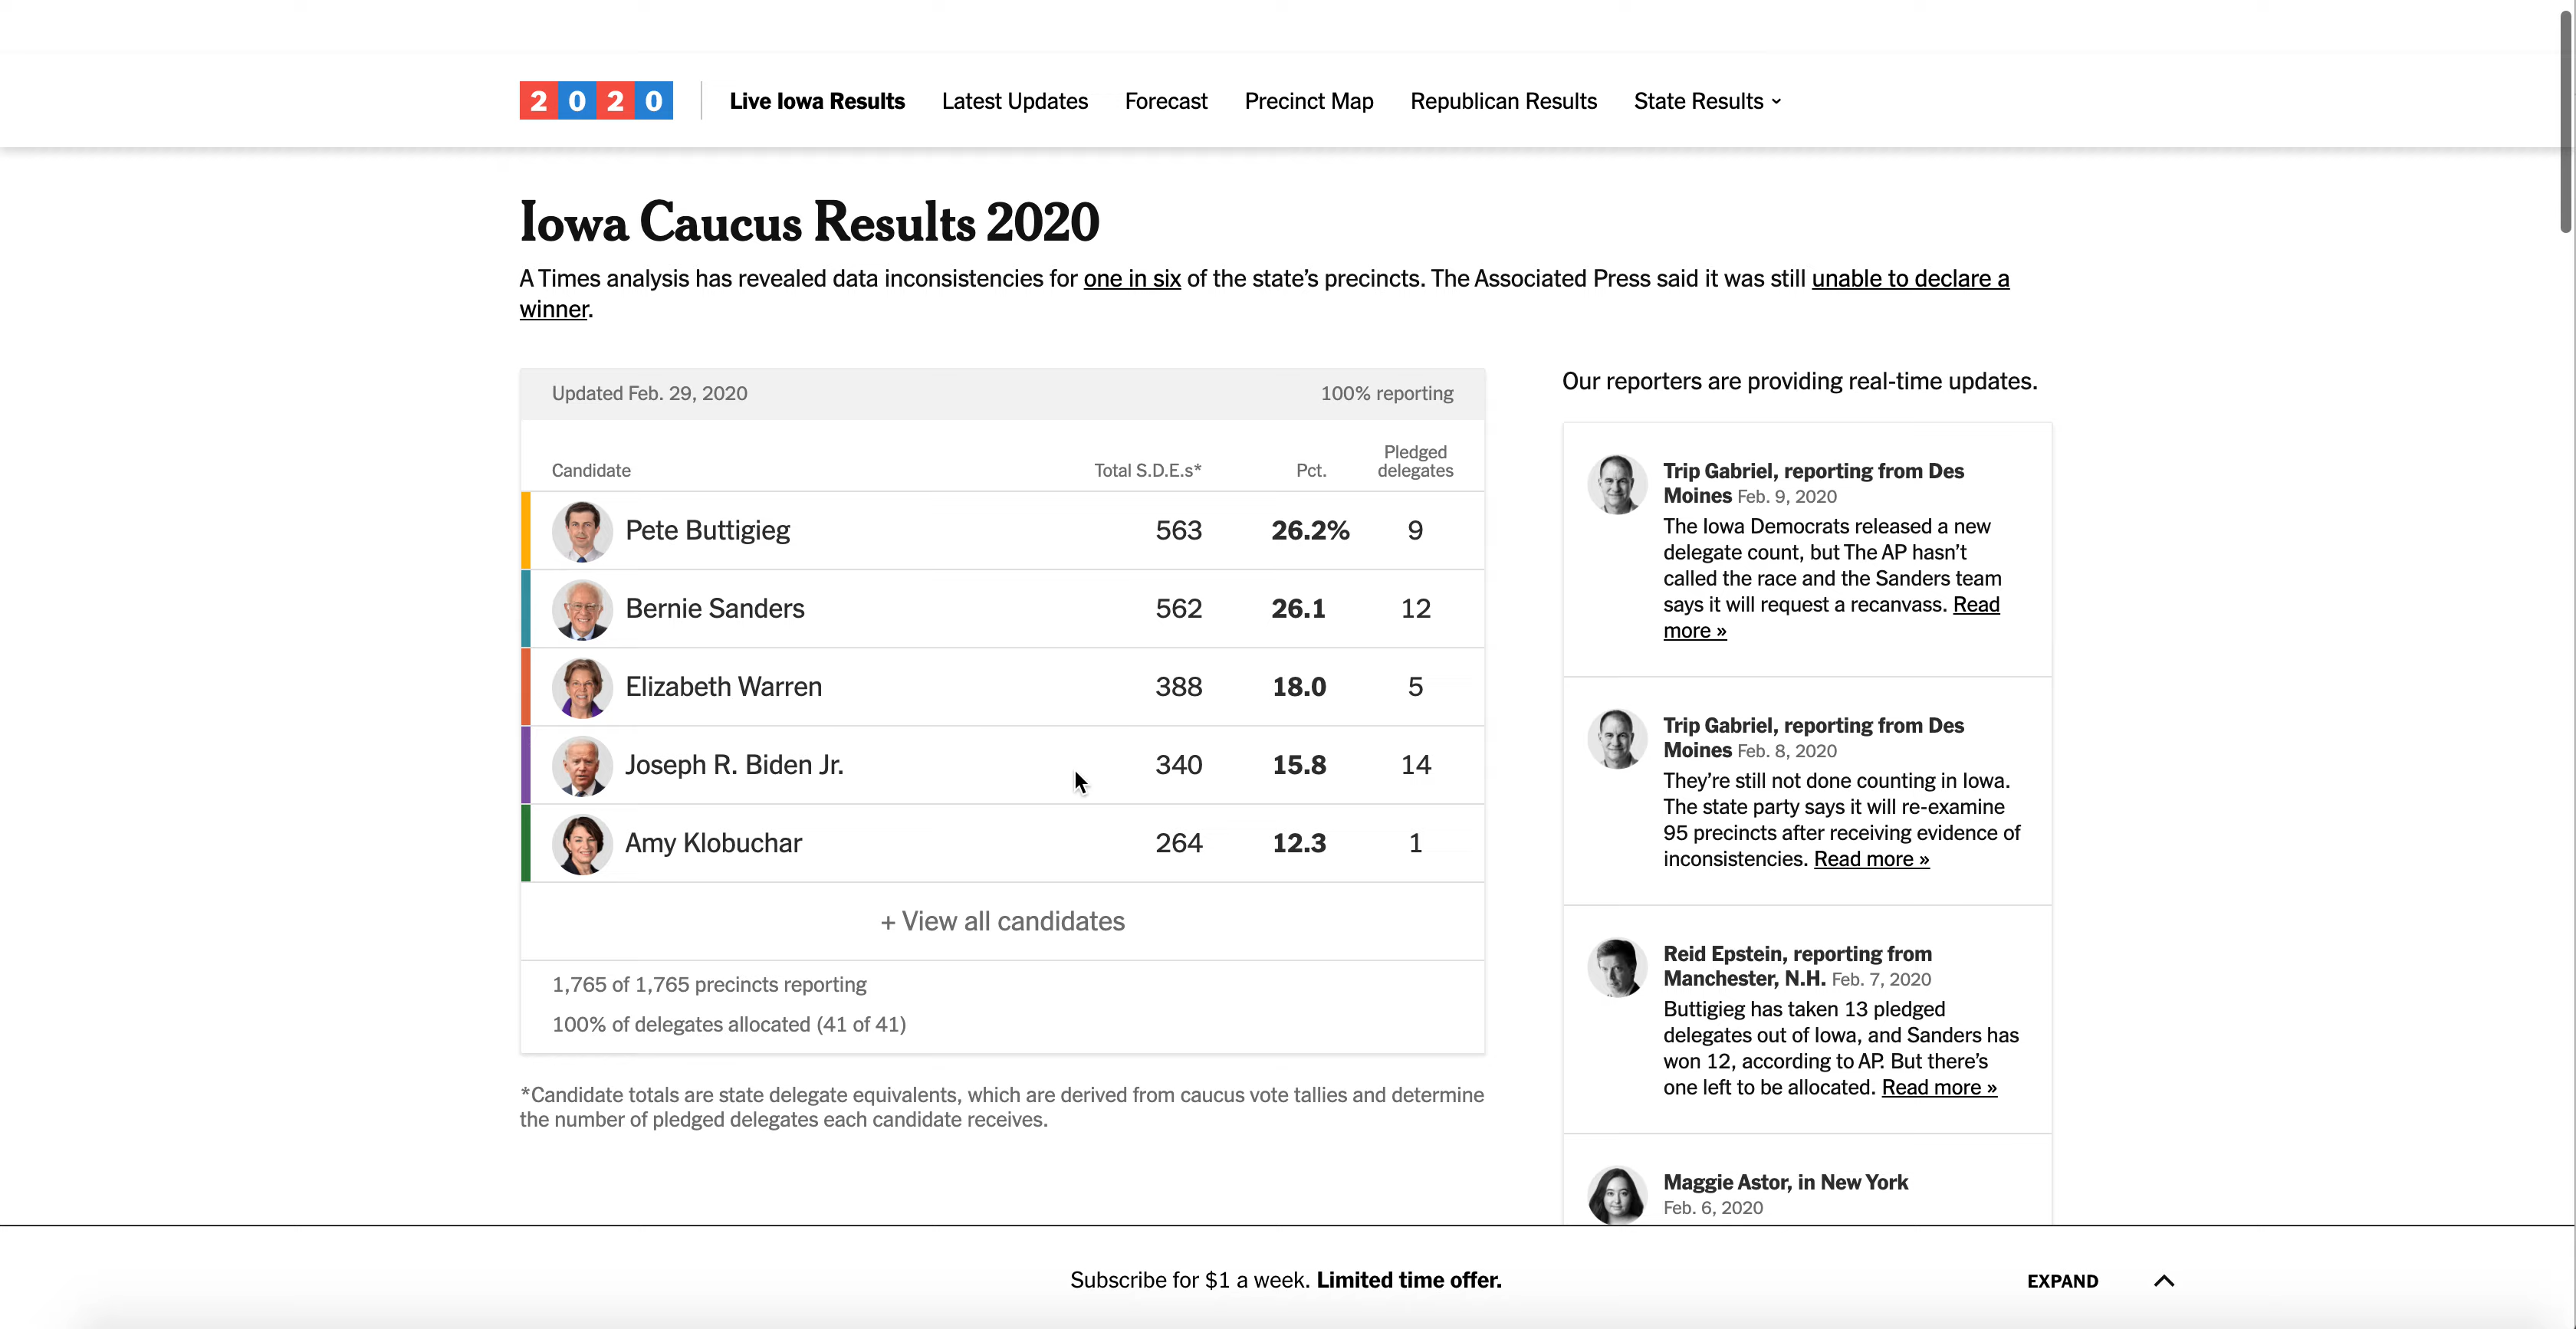 2020
Live Iowa Results Latest Updates Forecast Precinct Map Republican Results State Results
Iowa Caucus Results 2020
A Times analysis has revealed data inconsistencies for one in six of the state’s precincts. The Associated Press said it was still unable to declare a
winner.
Updated Feb. 29, 2020 100% reporting
Candidate Total S.D.E.s* Pct. Pledged
delegates
Pete Buttigieg 563 26.2% 9
Bernie Sanders 562 26.1 12
Elizabeth Warren 388 18.0 5
Joseph R. Biden Jr. 340 15.8 14
Amy Klobuchar 264 12.3 1
+ View all candidates
1,765 of 1,765 precincts reporting
100% of delegates allocated (41 of 41)
*Candidate totals are state delegate equivalents, which are derived from caucus vote tallies and determine
the number of pledged delegates each candidate receives.
Our reporters are providing real-time updates.
Trip Gabriel, reporting from Des
Moines Feb. 9, 2020
The Iowa Democrats released a new
delegate count, but The AP hasn’t
called the race and the Sanders team
says it will request a recanvass. Read
more »
Trip Gabriel, reporting from Des
Moines Feb. 8, 2020
They’re still not done counting in Iowa.
The state party says it will re-examine
95 precincts after receiving evidence of
inconsistencies. Read more »
Reid Epstein, reporting from
Manchester, N.H. Feb. 7, 2020
Buttigieg has taken 13 pledged
delegates out of Iowa, and Sanders has
won 12, according to AP. But there’s
one left to be allocated. Read more »
Maggie Astor, in New York
Feb. 6, 2020
Subscribe for $1 a week. Limited time offer. EXPAND